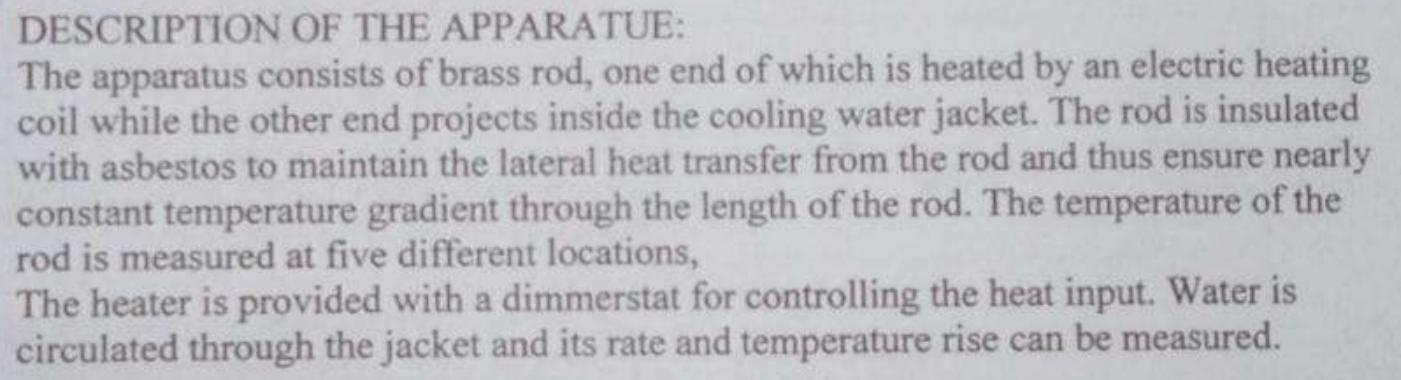 DESCRIPTION OF THE APPARATUE:
The apparatus consists of brass rod, one end of which is heated by an electric heating
coil while the other end projects inside the cooling water jacket. The rod is insulated
with asbestos to maintain the lateral heat transfer from the rod and thus ensure nearly
constant temperature gradient through the length of the rod. The temperature of the
rod is measured at five different locations,
The heater is provided with a dimmerstat for controlling the heat input. Water is
circulated through the jacket and its rate and temperature rise can be measured.